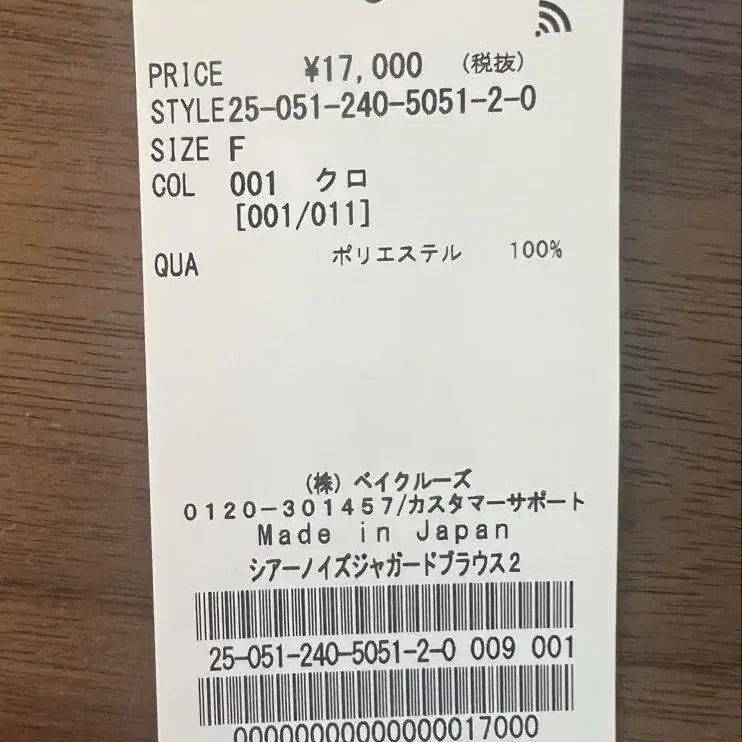 PRICE ¥17,000 (税抜)
STYLE25-051-240-5051-2-0
SIZE F
COL 001 クロ
[001/011]
QUA ポリエステル 100%
(株) ベイクルーズ
0120-301457/カスタマーサポート
Made in Japan
シアーノイズジャガードブラウス2
25-051-240-5051-2-0 009 001
00000000000000017000